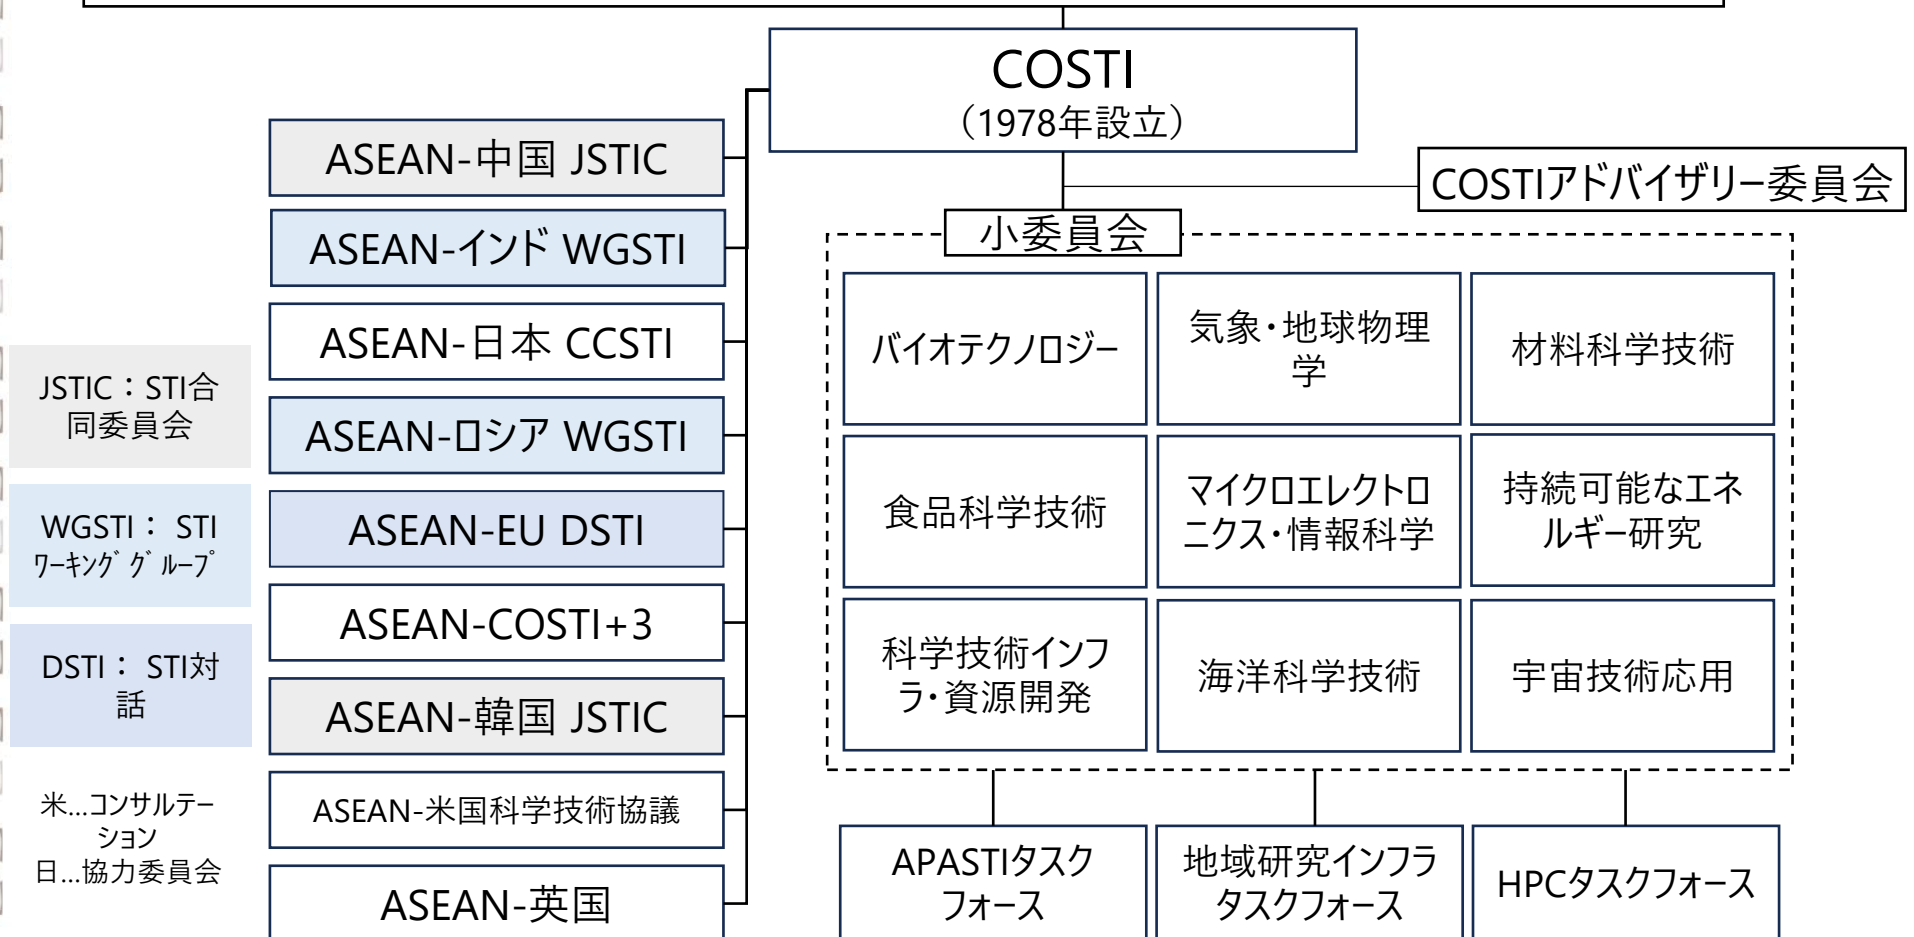 COSTI
（1978年設立）
COSTIアドバイザリー委員会
ASEAN-中国 JSTIC
ASEAN-インド WGSTI
ASEAN-日本 CCSTI
ASEAN-ロシア WGSTI
ASEAN-EU DSTI
ASEAN-COSTI+3
ASEAN-韓国 JSTIC
ASEAN-米国科学技術協議
ASEAN-英国
JSTIC：STI合
同委員会
WGSTI： STI
ﾜｰｷﾝｸﾞｸﾞﾙｰﾌﾟ
DSTI： STI対
話
米…コンサルテー
ション
日…協力委員会
小委員会
バイオテクノロジー
気象・地球物理
学
材料科学技術
食品科学技術
マイクロエレクトロ
ニクス・情報科学
持続可能なエネ
ルギー研究
科学技術インフ
ラ・資源開発
海洋科学技術
宇宙技術応用
APASTIタスク
フォース
地域研究インフラ
タスクフォース
HPCタスクフォース